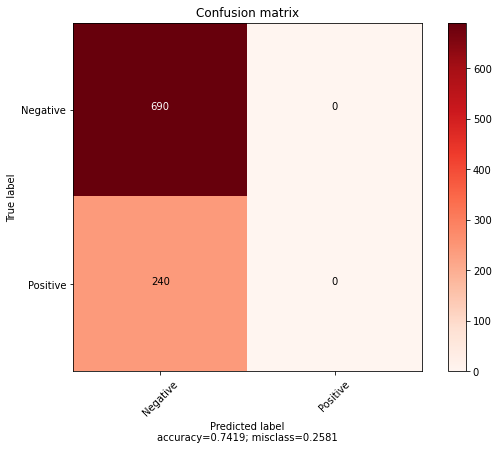 Confusion matrix
Negative
690
0
600
500
400
300
200
100
0
True label
Positive
240
0
Negative
Positive
Predicted label
accuracy=0.7419; misclass=0.2581